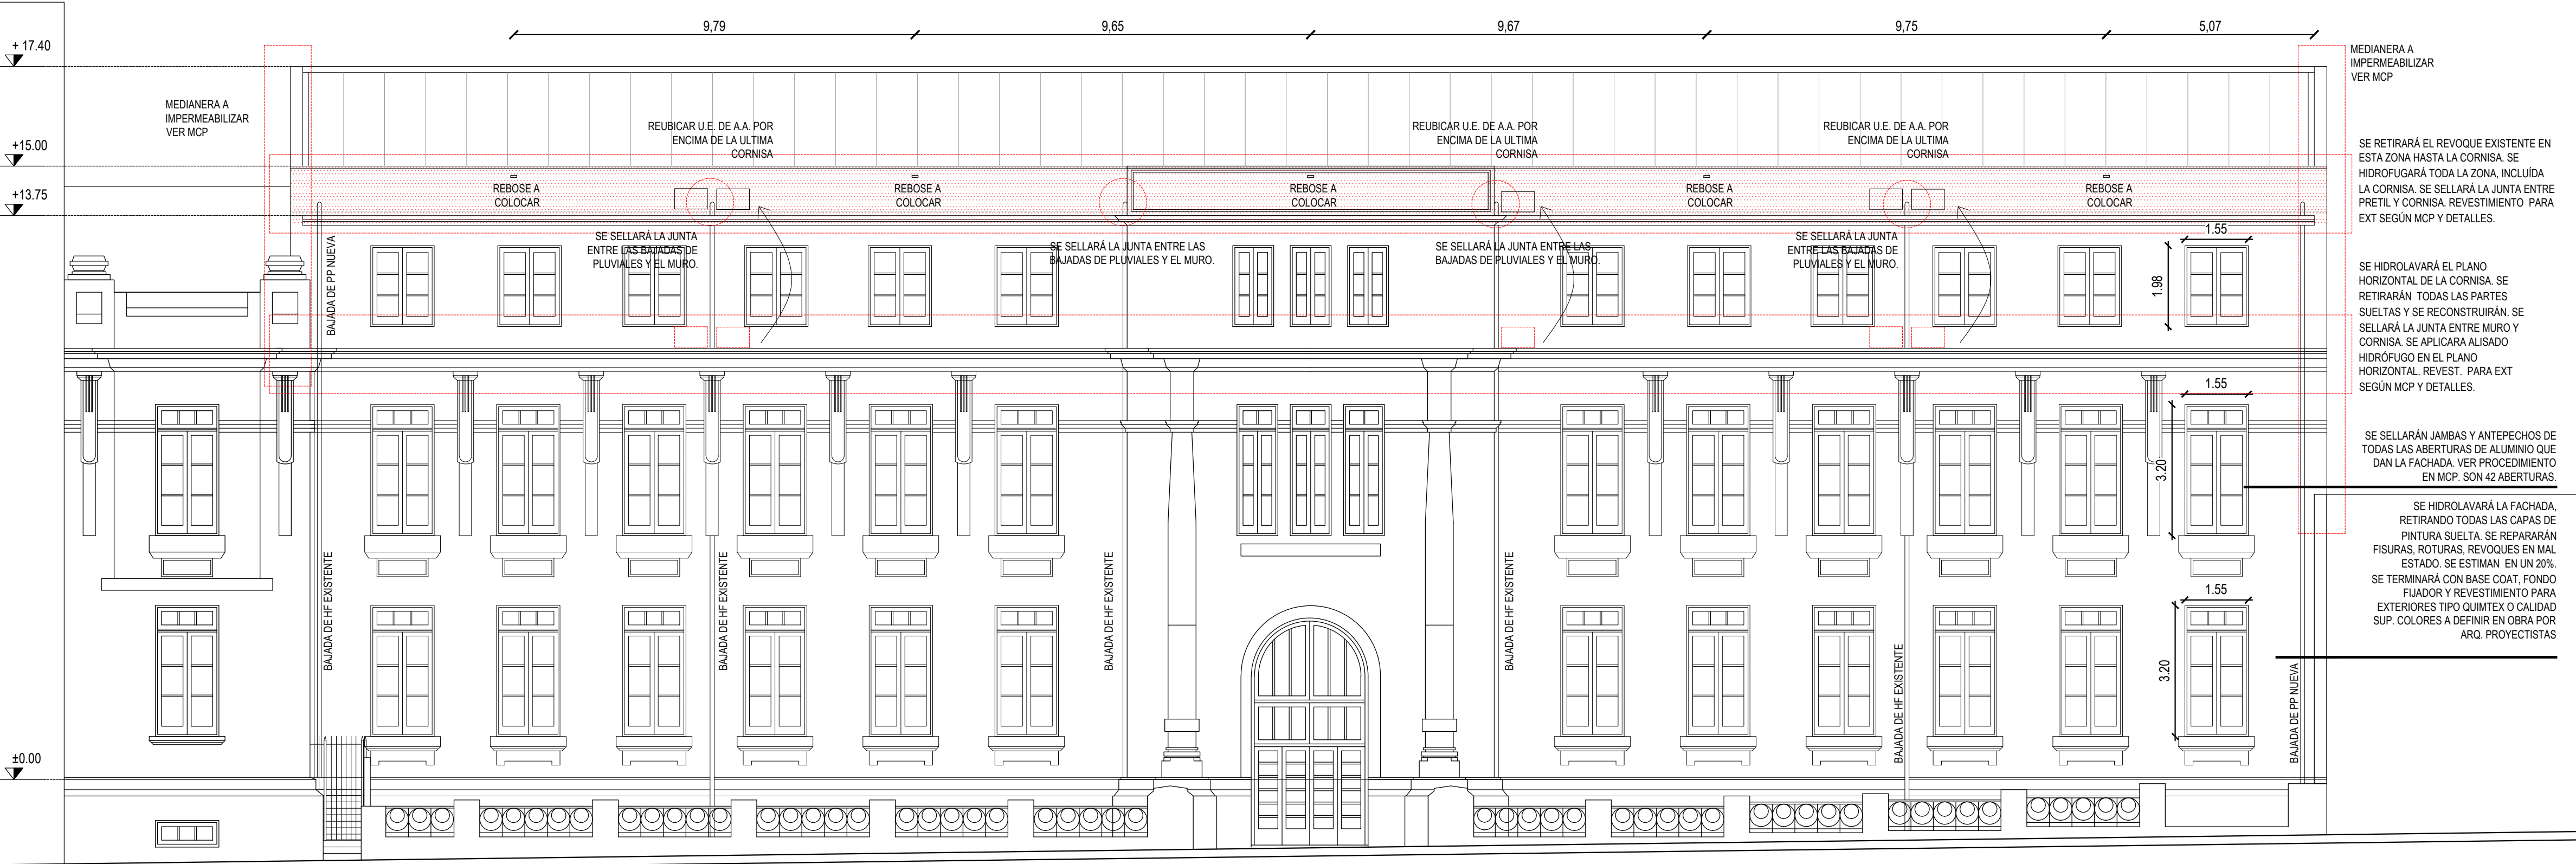 9,79
9,65
9,67
9,75
5,07
+ 17.40
+15.00
+13.75
±0.00
MEDIANERA A
IMPERMEABILIZAR
VER MCP
MEDIANERA A
IMPERMEABILIZAR
VER MCP
REUBICAR U.E. DE A.A. POR
ENCIMA DE LA ULTIMA
CORNISA
REUBICAR U.E. DE A.A. POR
ENCIMA DE LA ULTIMA
CORNISA
REUBICAR U.E. DE A.A. POR
ENCIMA DE LA ULTIMA
CORNISA
REBOSE A
COLOCAR
REBOSE A
COLOCAR
REBOSE A
COLOCAR
REBOSE A
COLOCAR
REBOSE A
COLOCAR
SE SELLARÁ LA JUNTA
ENTRE LAS BAJADAS DE
PLUVIALES Y EL MURO.
SE SELLARÁ LA JUNTA ENTRE LAS
BAJADAS DE PLUVIALES Y EL MURO.
SE SELLARÁ LA JUNTA ENTRE LAS
BAJADAS DE PLUVIALES Y EL MURO.
SE SELLARÁ LA JUNTA
ENTRE LAS BAJADAS DE
PLUVIALES Y EL MURO.
BAJADA DE PP NUEVA
BAJADA DE HF EXISTENTE
BAJADA DE HF EXISTENTE
BAJADA DE HF EXISTENTE
BAJADA DE HF EXISTENTE
BAJADA DE HF EXISTENTE
BAJADA DE PP NUEVA
1.55
1.98
1.55
3.20
1.55
3.20
SE RETIRARÁ EL REVOQUE EXISTENTE EN
ESTA ZONA HASTA LA CORNISA. SE
HIDROFUGARÁ TODA LA ZONA, INCLUÍDA
LA CORNISA. SE SELLARÁ LA JUNTA ENTRE
PRETIL Y CORNISA. REVESTIMIENTO PARA
EXT SEGÚN MCP Y DETALLES.
SE HIDROLAVARÁ EL PLANO
HORIZONTAL DE LA CORNISA. SE
RETIRARÁN TODAS LAS PARTES
SUELTAS Y SE RECONSTRUIRÁN. SE
SELLARÁ LA JUNTA ENTRE MURO Y
CORNISA. SE APLICARA ALISADO
HIDRÓFUGO EN EL PLANO
HORIZONTAL. REVEST. PARA EXT
SEGÚN MCP Y DETALLES.
SE SELLARÁN JAMBAS Y ANTEPECHOS DE
TODAS LAS ABERTURAS DE ALUMINIO QUE
DAN LA FACHADA. VER PROCEDIMIENTO
EN MCP. SON 42 ABERTURAS.
SE HIDROLAVARÁ LA FACHADA,
RETIRANDO TODAS LAS CAPAS DE
PINTURA SUELTA. SE REPARARÁN
FISURAS, ROTURAS, REVOQUES EN MAL
ESTADO. SE ESTIMAN EN UN 20%.
SE TERMINARÁ CON BASE COAT, FONDO
FIJADOR Y REVESTIMIENTO PARA
EXTERIORES TIPO QUIMTEX O CALIDAD
SUP. COLORES A DEFINIR EN OBRA POR
ARQ. PROYECTISTAS